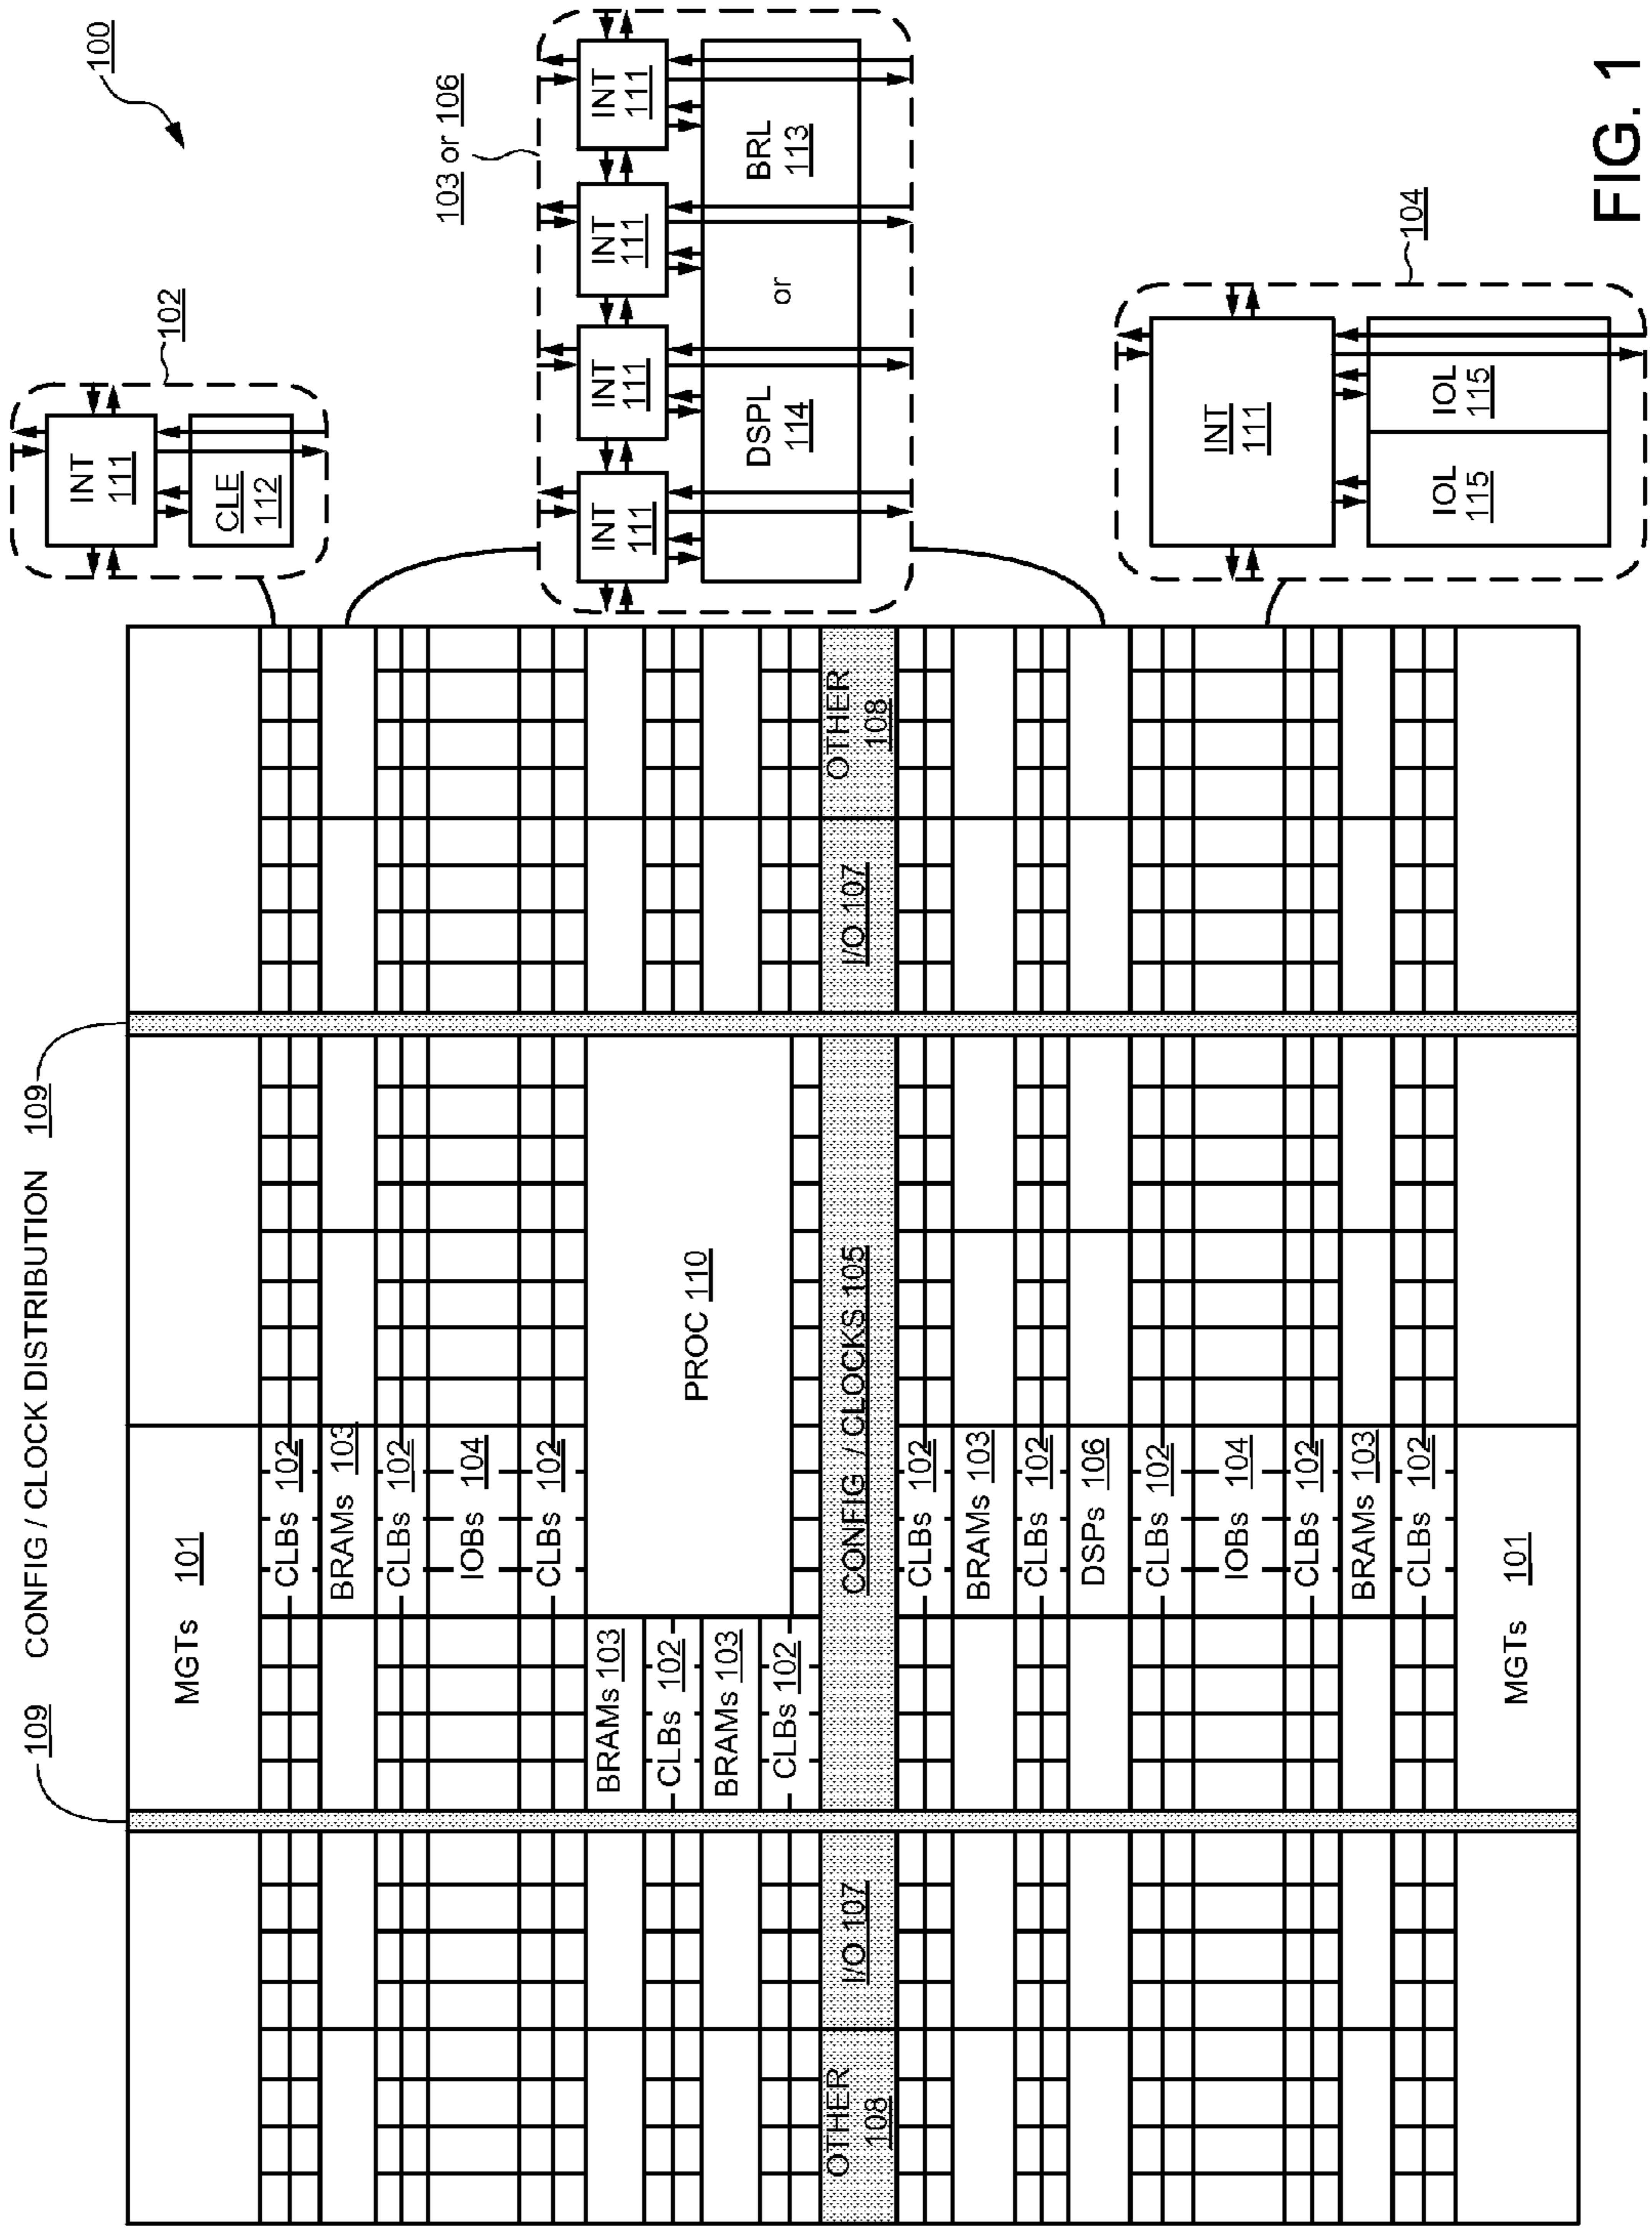 100
102
INT
111
CLE
112
103 or 106
INT
111
INT
111
INT
111
INT
111
DSPL
114
or
BRL
113
104
INT
111
IOL
115
IOL
115
109
CONFIG / CLOCK DISTRIBUTION
109
MGTs 101
CLBs 102
BRAMs 103
CLBs 102
IOBs 104
CLBs 102
BRAMs 103
CLBs 102
BRAMs 103
CLBs 102
PROC 110
OTHER
108
I/O 107
CONFIG / CLOCKS 105
I/O 107
OTHER
108
CLBs 102
BRAMs 103
CLBs 102
DSPs 106
CLBs 102
IOBs 104
CLBs 102
BRAMs 103
CLBs 102
MGTs 101
FIG. 1